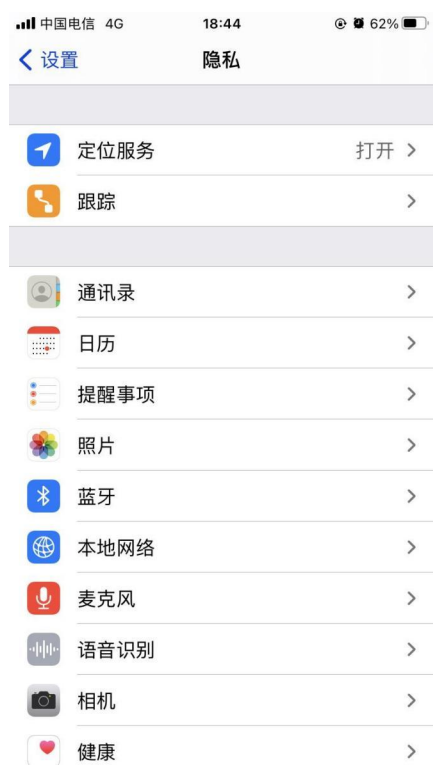 中国电信 4G 18:44 62%
设置 隐私
定位服务 打开
跟踪
通讯录
日历
提醒事项
照片
蓝牙
本地网络
麦克风
语音识别
相机
健康